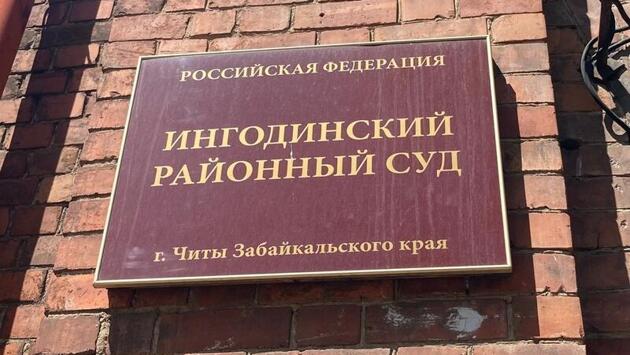 РОССИЙСКАЯ ФЕДЕРАЦИЯ
ИНГОДИНСКИЙ
РАЙОННЫЙ СУД
г. Читы Забайкальского края